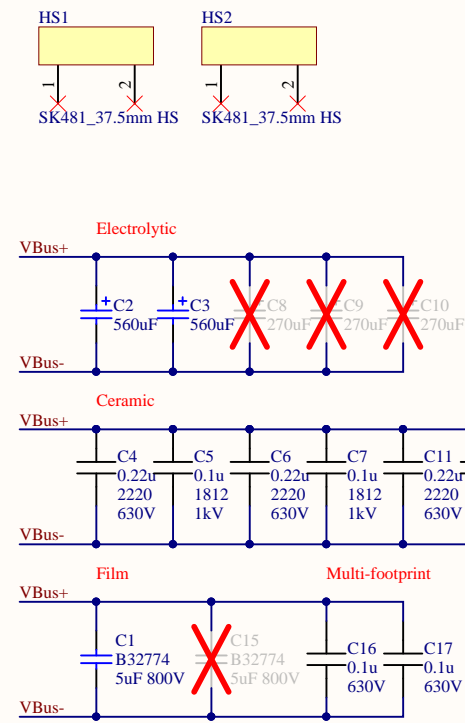 HS1 HS2
1 2 1 2
SK481_37.5mm HS SK481_37.5mm HS
Electrolytic
VBus+
C2 C3 C8 C9 C10
560uF 560uF 270uF 270uF 270uF
VBus-
Ceramic
VBus+
C4 C5 C6 C7 C11
0.22u 0.1u 0.22u 0.1u 0.22u
2220 1812 2220 1812 2220
630V 1kV 630V 1kV 630V
VBus-
Film Multi-footprint
VBus+
C1 C15 C16 C17
B32774 B32774 0.1u 0.1u
5uF 800V 5uF 800V 630V 630V
VBus-